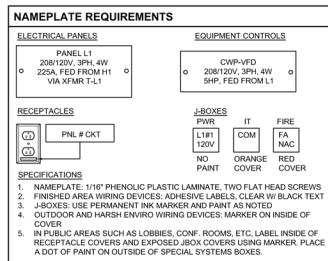 NAMEPLATE REQUIREMENTS
ELECTRICAL PANELS
PANEL L1
208/120V, 3PH, 4W
225A, FED FROM H1
VIA XFMR T-L1
EQUIPMENT CONTROLS
CWP-VFD
208/120V, 3PH, 4W
5HP, FED FROM L1
RECEPTACLES
PNL # CKT
J-BOXES
PWR IT FIRE
L1#1
120V
COM
FA
NAC
NO
PAINT
ORANGE
COVER
RED
COVER
SPECIFICATIONS
1. NAMEPLATE: 1/16" PHENOLIC PLASTIC LAMINATE, TWO FLAT HEAD SCREWS
2. FINISHED AREA WIRING DEVICES: ADHESIVE LABELS, CLEAR W/ BLACK TEXT
3. J-BOXES: USE PERMANENT INK MARKER AND PAINT AS NOTED
4. OUTDOOR AND HARSH ENVIRO WIRING DEVICES: MARKER ON INSIDE OF
COVER
5. IN PUBLIC AREAS SUCH AS LOBBIES, CONF. ROOMS, ETC, LABEL INSIDE OF
RECEPTACLE COVERS AND EXPOSED JBOX COVERS USING MARKER. PLACE
A DOT OF PAINT ON OUTSIDE OF SPECIAL SYSTEMS BOXES.